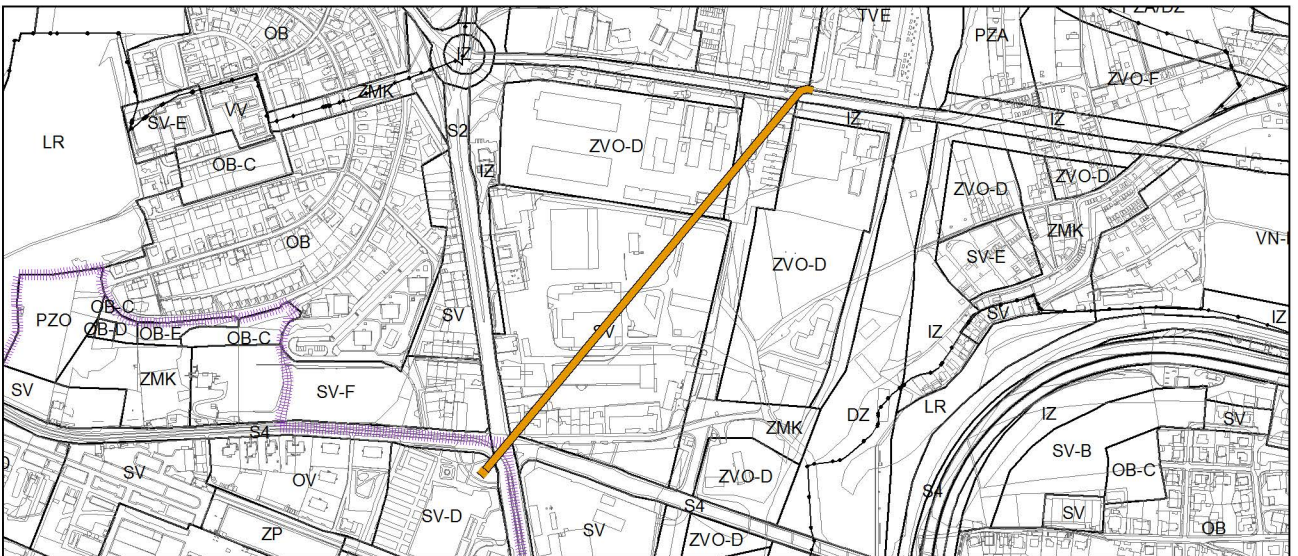 OB
TVE
PZA
ZVO-F
IZ
ZMK
SV-E
VV
LR
S2
OB-C
IZ
ZVO-D
IZ
IZ
ZVO-D
ZVO-D
ZMK
OB
SV-E
ZVO-D
PZO
OB-C
OB-D
OB-E
OB-C
SV
SV
IZ
SV
IZ
SV
ZMK
SV-F
ZMK
DZ
LR
IZ
SV
S4
SV
OV
SV-B
OB-C
ZVO-D
SV-D
S4
S4
SV
OB
ZP
SV
ZVO-D